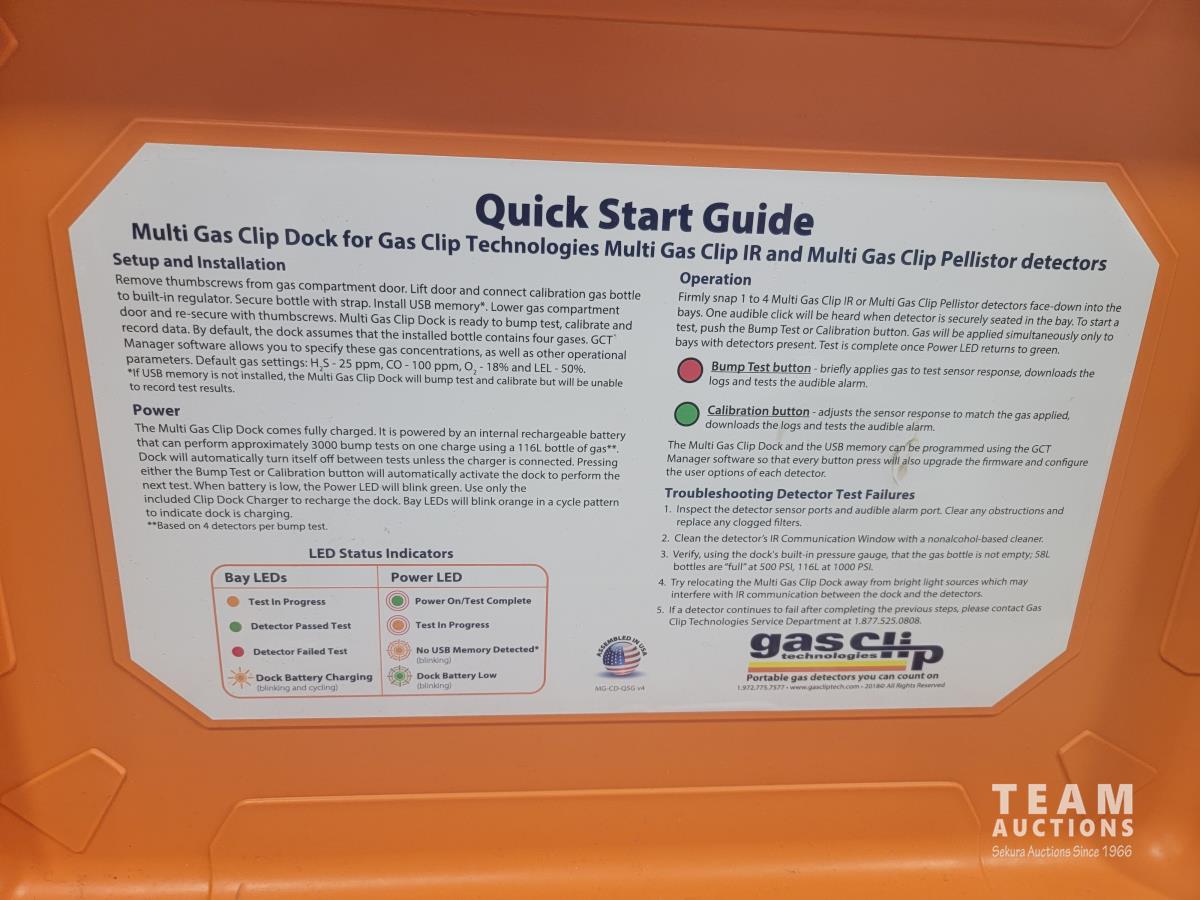 Quick Start Guide
Multi Gas Clip Dock for Gas Clip Technologies Multi Gas Clip IR and Multi Gas Clip Pellistor detectors
Setup and Installation
Remove thumbscrews from gas compartment door. Lift door and connect calibration gas bottle
to built-in regulator. Secure bottle with strap. Install USB memory*. Lower gas compartment
door and re-secure with thumbscrews. Multi Gas Clip Dock is ready to bump test, calibrate and
record data. By default, the dock assumes that the installed bottle contains four gases. GCT
Manager software allows you to specify these gas concentrations, as well as other operational
parameters. Default gas settings: H₂S - 25 ppm, CO - 100 ppm, O₂ - 18% and LEL - 50%.
*If USB memory is not installed, the Multi Gas Clip Dock will bump test and calibrate but will be unable
to record test results.
Power
The Multi Gas Clip Dock comes fully charged. It is powered by an internal rechargeable battery
that can perform approximately 3000 bump tests on one charge using a 116L bottle of gas**.
Dock will automatically turn itself off between tests unless the charger is connected. Pressing
either the Bump Test or Calibration button will automatically activate the dock to perform the
next test. When battery is low, the Power LED will blink green. Use only the
included Clip Dock Charger to recharge the dock. Bay LEDs will blink orange in a cycle pattern
to indicate dock is charging.
**Based on 4 detectors per bump test.
LED Status Indicators
Bay LEDs
Test In Progress
Detector Passed Test
Detector Failed Test
Dock Battery Charging
(blinking and cycling)
Power LED
Power On/Test Complete
Test In Progress
No USB Memory Detected*
(blinking)
Dock Battery Low
(blinking)
Operation
Firmly snap 1 to 4 Multi Gas Clip IR or Multi Gas Clip Pellistor detectors face-down into the
bays. One audible click will be heard when detector is securely seated in the bay. To start a
test, push the Bump Test or Calibration button. Gas will be applied simultaneously only to
bays with detectors present. Test is complete once Power LED returns to green.
Bump Test button - briefly applies gas to test sensor response, downloads the
logs and tests the audible alarm.
Calibration button - adjusts the sensor response to match the gas applied,
downloads the logs and tests the audible alarm.
The Multi Gas Clip Dock and the USB memory can be programmed using the GCT
Manager software so that every button press will also upgrade the firmware and configure
the user options of each detector.
Troubleshooting Detector Test Failures
1. Inspect the detector sensor ports and audible alarm port. Clear any obstructions and
replace any clogged filters.
2. Clean the detector's IR Communication Window with a nonalcohol-based cleaner.
3. Verify, using the dock's built-in pressure gauge, that the gas bottle is not empty; 58L
bottles are "full" at 500 PSI, 116L at 1000 PSI.
4. Try relocating the Multi Gas Clip Dock away from bright light sources which may
interfere with IR communication between the dock and the detectors.
5. If a detector continues to fail after completing the previous steps, please contact Gas
Clip Technologies Service Department at 1.877.525.0808.
ASSEMBLED IN USA
MG-CD-QSG v4
gas clip
technologies
Portable gas detectors you can count on
1.972.775.7577 • www.gascliptech.com • 2018© All Rights Reserved
TEAM
AUCTIONS
Sekura Auctions Since 1966